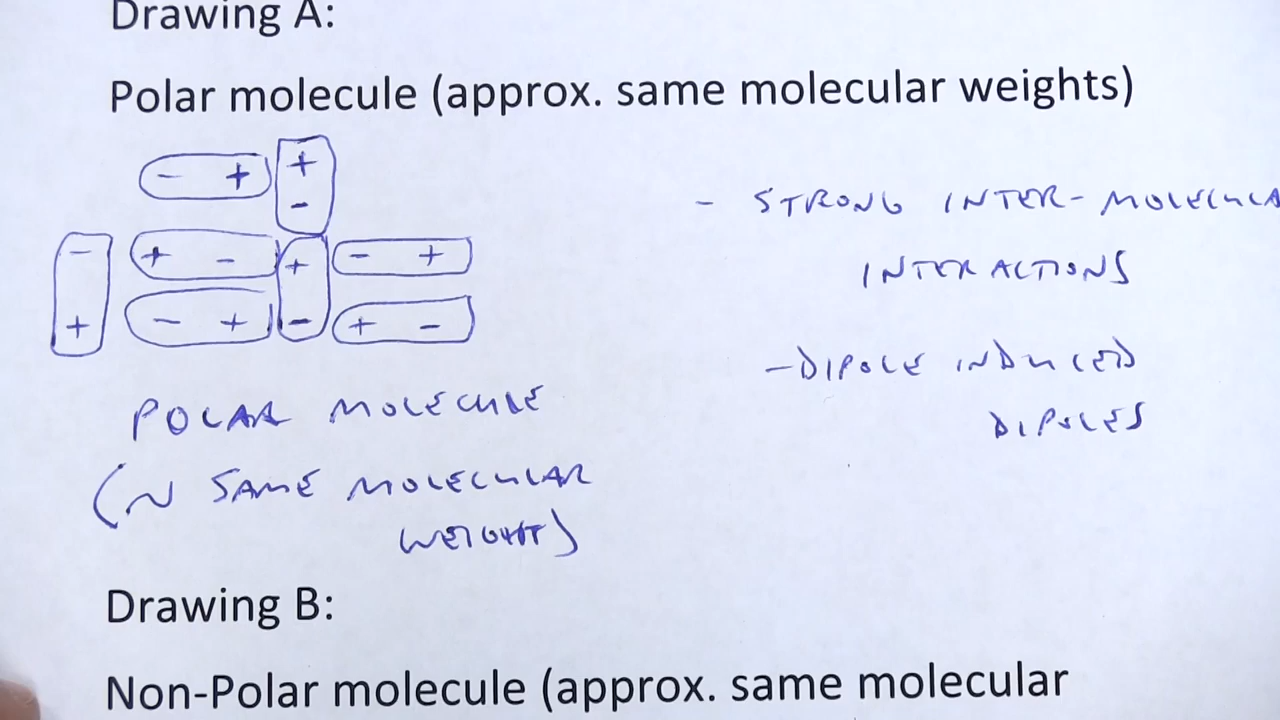 Drawing A:
Polar molecule (approx. same molecular weights)
- + +
-
- + - + - +
+ - + - + -
- STRONG INTER-MOLECULA
INTERACTIONS
- DIPOLE INDUCED
DIPOLES
POLAR MOLECULE
(~ SAME MOLECULAR
WEIGHT)
Drawing B:
Non-Polar molecule (approx. same molecular